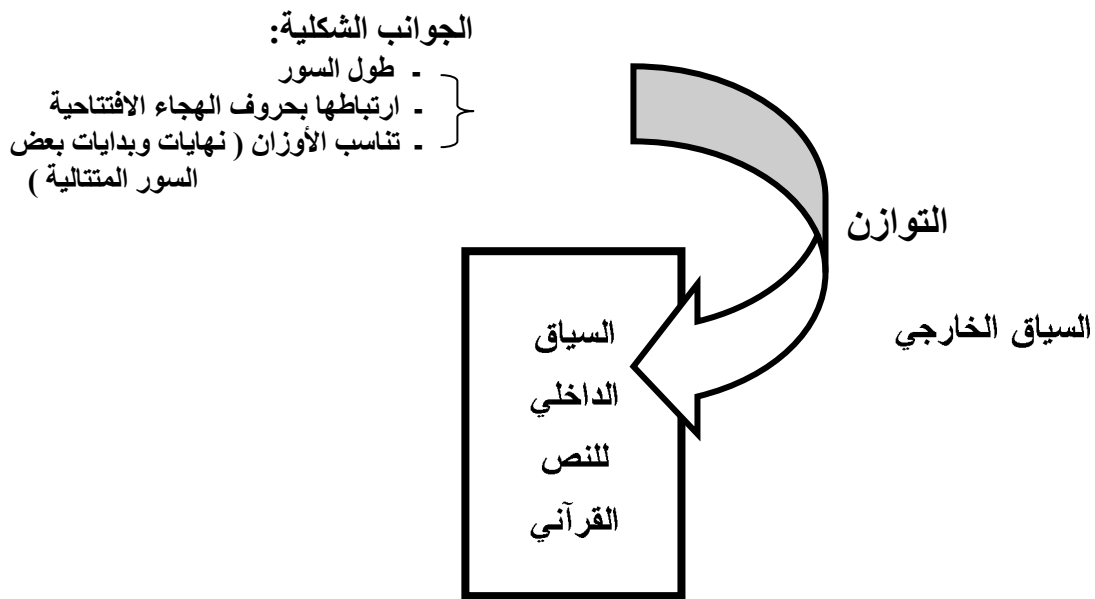 الجوانب الشكلية:
- طول السور
- ارتباطها بحروف الهجاء الافتتاحية
- تناسب الأوزان ( نهايات وبدايات بعض
السور المتتالية )
التوازن
السياق الخارجي
السياق
الداخلي
للنص
القرآني